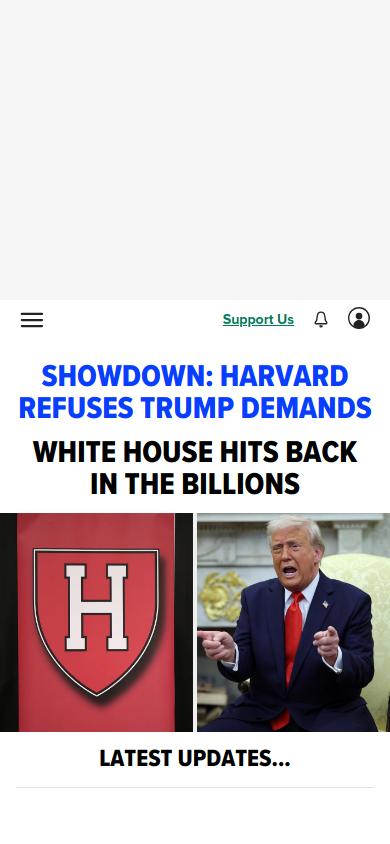 Support Us
SHOWDOWN: HARVARD
REFUSES TRUMP DEMANDS
WHITE HOUSE HITS BACK
IN THE BILLIONS
H
LATEST UPDATES...